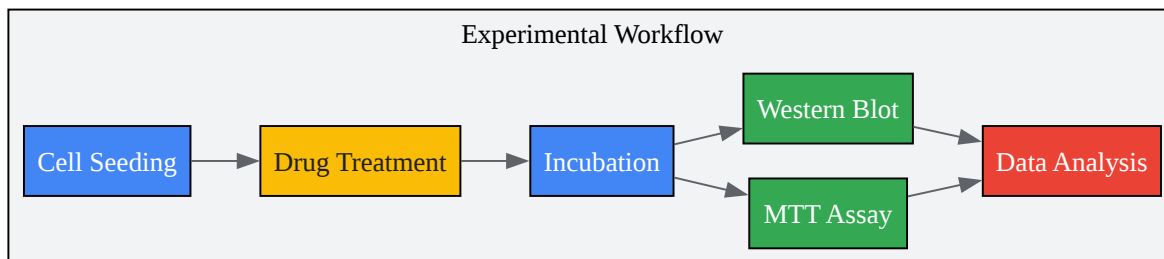 Experimental Workflow
Cell Seeding
Drug Treatment
Incubation
Western Blot
MTT Assay
Data Analysis